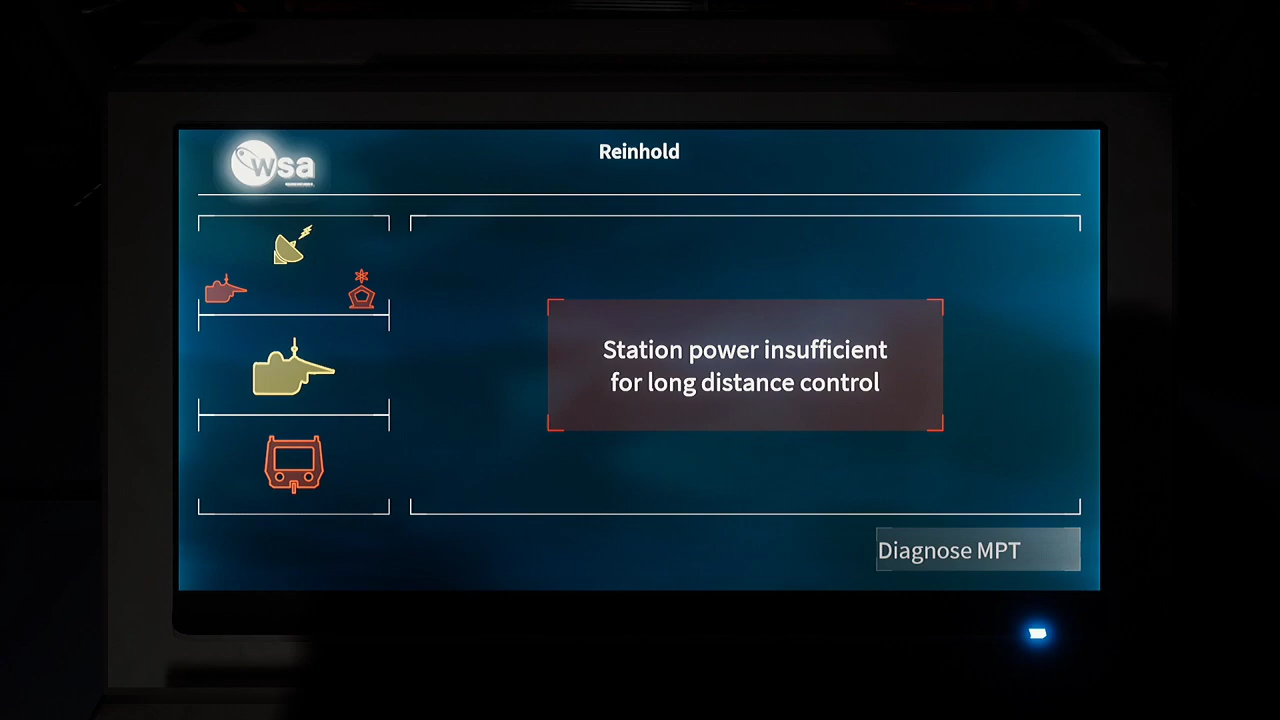 wsa
Reinhold
Station power insufficient
for long distance control
Diagnose MPT